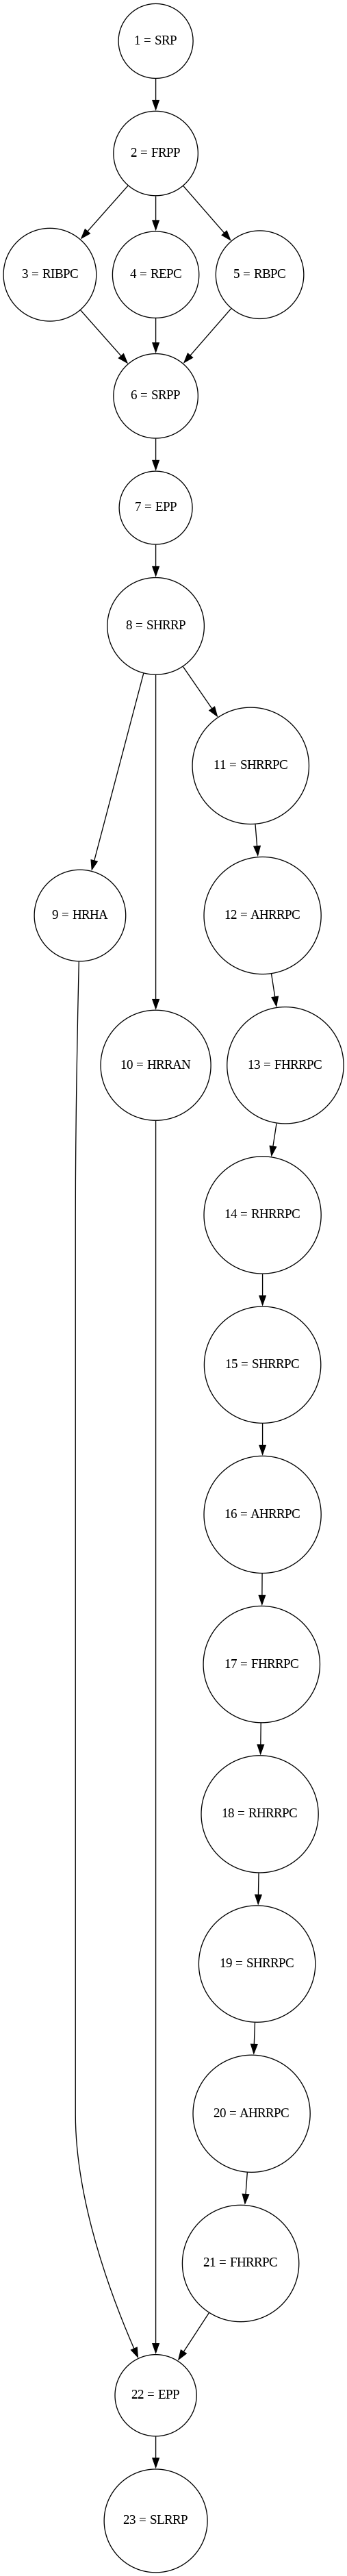 1 = SRP
2 = FRPP
3 = RIBPC
4 = REPC
5 = RBPC
6 = SRPP
7 = EPP
8 = SHRRP
11 = SHRRPC
9 = HRHA
12 = AHRRPC
10 = HRRAN
13 = FHRRPC
14 = RHRRPC
15 = SHRRPC
16 = AHRRPC
17 = FHRRPC
18 = RHRRPC
19 = SHRRPC
20 = AHRRPC
21 = FHRRPC
22 = EPP
23 = SLRRP